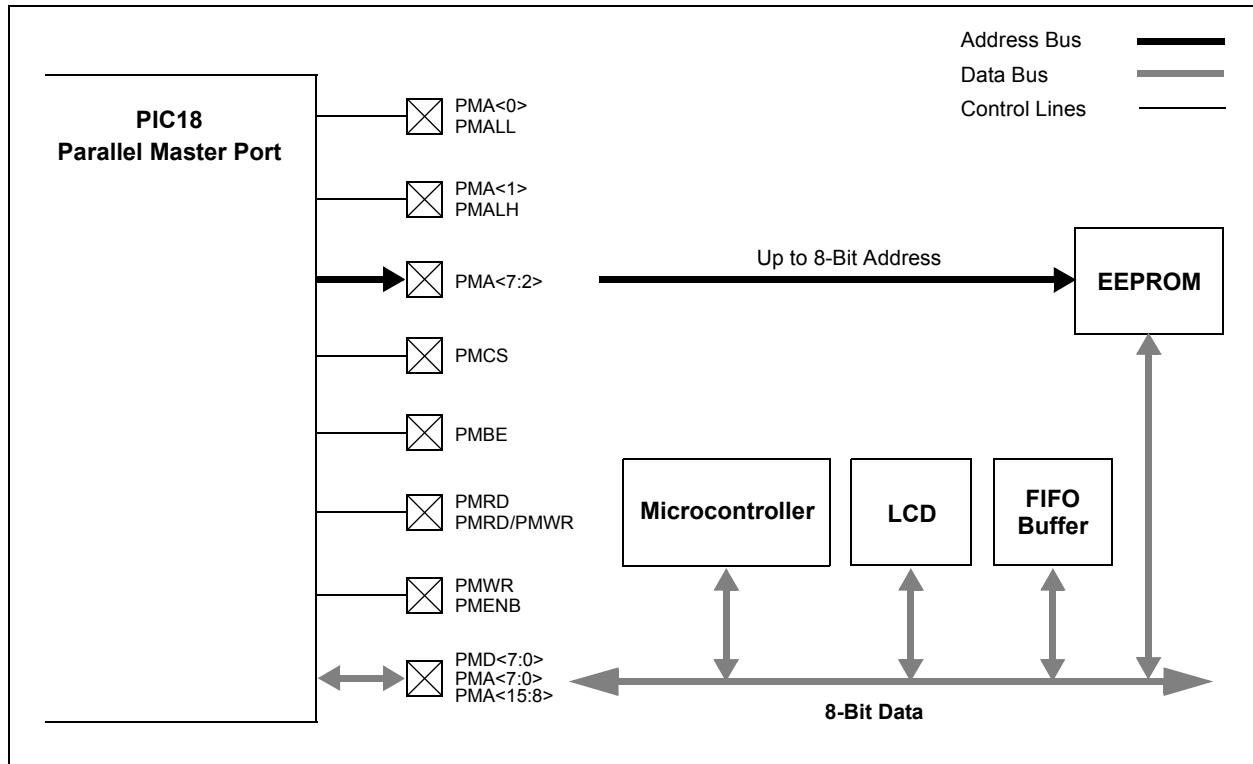 Address Bus
Data Bus
Control Lines
PIC18
Parallel Master Port
PMA<0>
PMALL
PMA<1>
PMALH
PMA<7:2>
Up to 8-Bit Address
EEPROM
PMCS
PMBE
PMRD
PMRD/PMWR
Microcontroller
LCD
FIFO
Buffer
PMWR
PMENB
PMD<7:0>
PMA<7:0>
PMA<15:8>
8-Bit Data